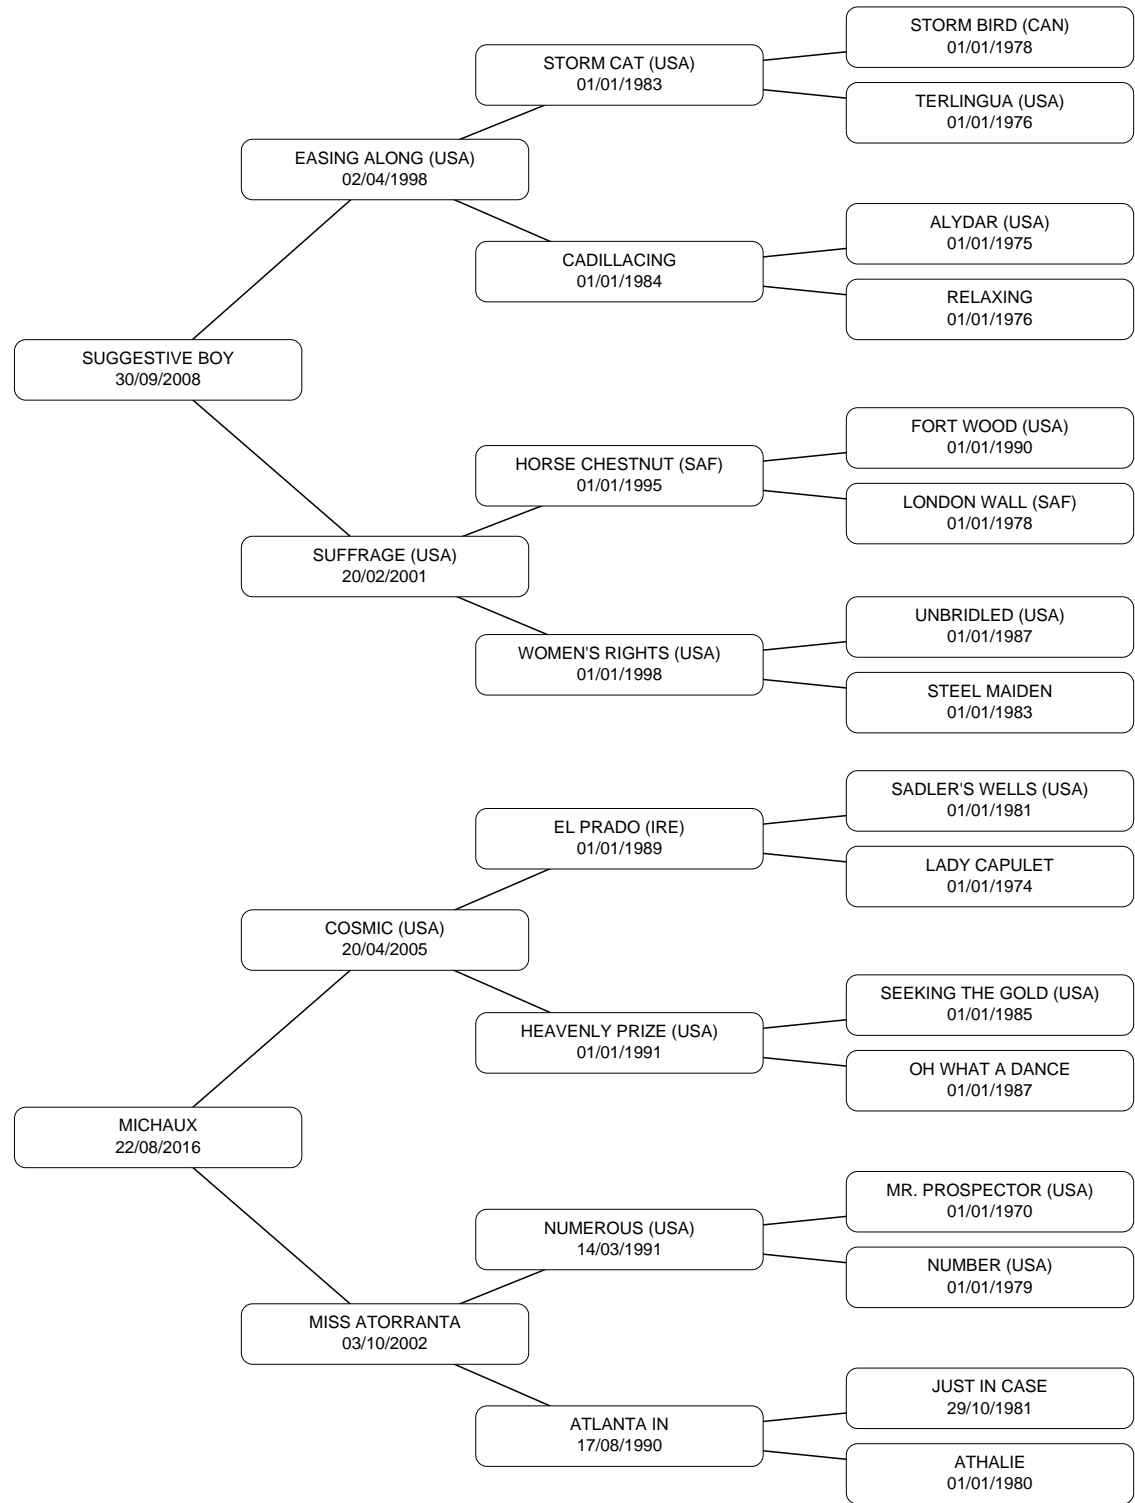 STORM BIRD (CAN)
01/01/1978
STORM CAT (USA)
01/01/1983
TERLINGUA (USA)
01/01/1976
EASING ALONG (USA)
02/04/1998
ALYDAR (USA)
01/01/1975
CADILLACING
01/01/1984
RELAXING
01/01/1976
SUGGESTIVE BOY
30/09/2008
FORT WOOD (USA)
01/01/1990
HORSE CHESTNUT (SAF)
01/01/1995
LONDON WALL (SAF)
01/01/1978
SUFFRAGE (USA)
20/02/2001
UNBRIDLED (USA)
01/01/1987
WOMEN'S RIGHTS (USA)
01/01/1998
STEEL MAIDEN
01/01/1983
SADLER'S WELLS (USA)
01/01/1981
EL PRADO (IRE)
01/01/1989
LADY CAPULET
01/01/1974
COSMIC (USA)
20/04/2005
SEEKING THE GOLD (USA)
01/01/1985
HEAVENLY PRIZE (USA)
01/01/1991
OH WHAT A DANCE
01/01/1987
MICHAUX
22/08/2016
MR. PROSPECTOR (USA)
01/01/1970
NUMEROUS (USA)
14/03/1991
NUMBER (USA)
01/01/1979
MISS ATORRANTA
03/10/2002
JUST IN CASE
29/10/1981
ATLANTA IN
17/08/1990
ATHALIE
01/01/1980